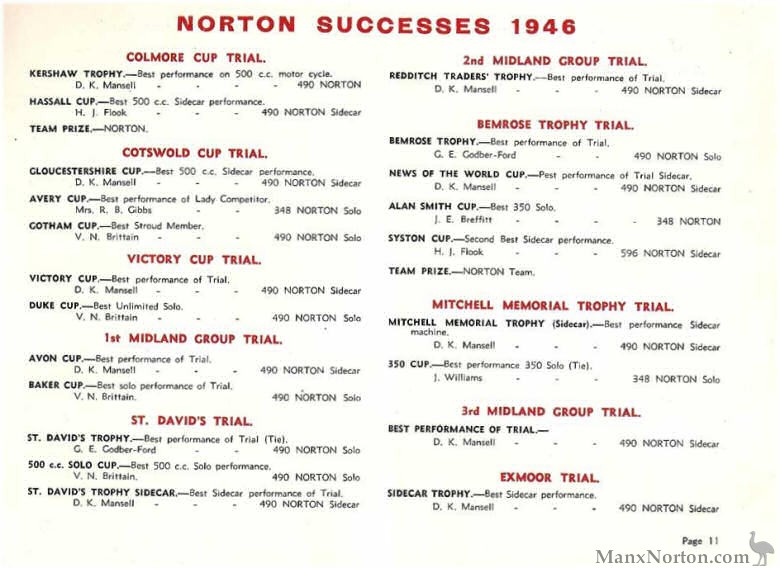 NORTON SUCCESSES 1946
COLMORE CUP TRIAL.
KERSHAW TROPHY.—Best performance on 500 c.c. motor cycle.
D. K. Mansell - - - - 490 NORTON
HASSALL CUP.—Best 500 c.c. Sidecar performance.
H. J. Flook - - - 490 NORTON Sidecar
TEAM PRIZE.—NORTON.
COTSWOLD CUP TRIAL.
GLOUCESTERSHIRE CUP.—Best 500 c.c. Sidecar performance.
D. K. Mansell - - - 490 NORTON Sidecar
AVERY CUP.—Best performance of Lady Competitor.
Mrs. R. B. Gibbs - - 348 NORTON Solo
GOTHAM CUP.—Best Stroud Member.
V. N. Brittain - - - 490 NORTON Solo
VICTORY CUP TRIAL.
VICTORY CUP.—Best performance of Trial.
D. K. Mansell - - - 490 NORTON Sidecar
DUKE CUP.—Best Unlimited Solo.
V. N. Brittain - - - 490 NORTON Solo
1st MIDLAND GROUP TRIAL.
AVON CUP.—Best performance of Trial.
D. K. Mansell - - - 490 NORTON Sidecar
BAKER CUP.—Best solo performance of Trial.
V. N. Brittain. 490 NORTON Solo
ST. DAVID'S TRIAL.
ST. DAVID'S TROPHY.—Best performance of Trial (Tie).
G. E. Godber-Ford - - 490 NORTON Solo
500 c.c. SOLO CUP.—Best 500 c.c. Solo performance.
V. N. Brittain. - - - 490 NORTON Solo
ST. DAVID'S TROPHY SIDECAR.—Best Sidecar performance of Trial.
D. K. Mansell - - - 490 NORTON Sidecar
2nd MIDLAND GROUP TRIAL.
REDDITCH TRADERS' TROPHY.—Best performance of Trial.
D. K. Mansell - - - 490 NORTON Sidecar
BEMROSE TROPHY TRIAL.
BEMROSE TROPHY.—Best performance of Trial.
G. E. Godber-Ford - - 490 NORTON Solo
NEWS OF THE WORLD CUP.—Pest performance of Trial Sidecar.
D. K. Mansell - - - 490 NORTON Sidecar
ALAN SMITH CUP.—Best 350 Solo.
J. E. Breffitt - - - - 348 NORTON
SYSTON CUP.—Second Best Sidecar performance.
H. J. Flook - - - 596 NORTON Sidecar
TEAM PRIZE.—NORTON Team.
MITCHELL MEMORIAL TROPHY TRIAL.
MITCHELL MEMORIAL TROPHY (Sidecar).—Best performance Sidecar
machine.
D. K. Mansell - - - 490 NORTON Sidecar
350 CUP.—Best performance 350 Solo (Tie).
J. Williams - - - 348 NORTON Solo
3rd MIDLAND GROUP TRIAL.
BEST PERFORMANCE OF TRIAL.—
D. K. Mansell - - - 490 NORTON Sidecar
EXMOOR TRIAL.
SIDECAR TROPHY.—Best Sidecar performance.
D. K. Mansell - - - 490 NORTON Sidecar
Page 11
ManxNorton.com